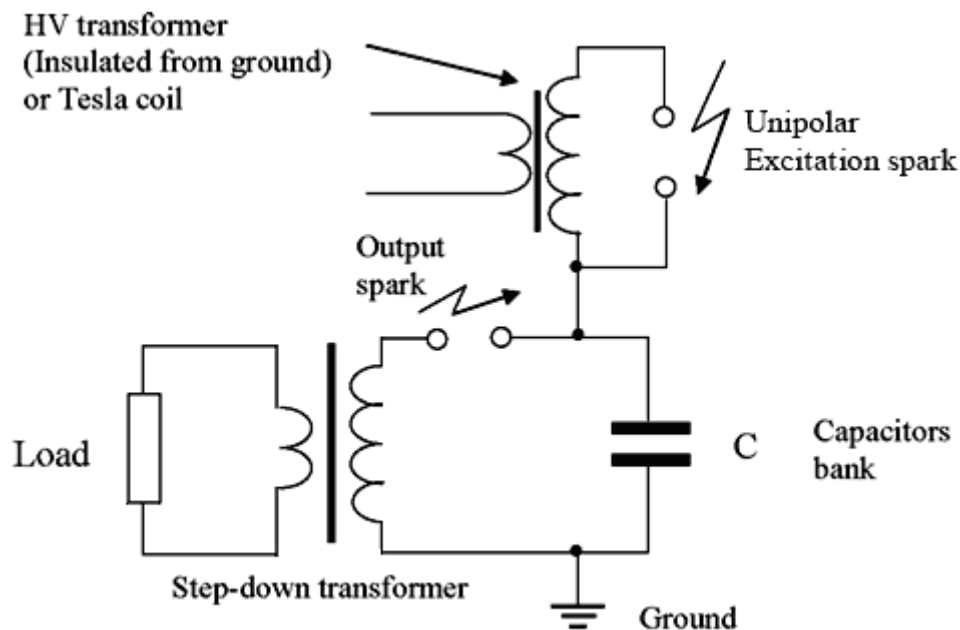 HV transformer
(Insulated from ground)
or Tesla coil
Unipolar
Excitation spark
Output
spark
Load
C
Capacitors
bank
Step-down transformer
Ground